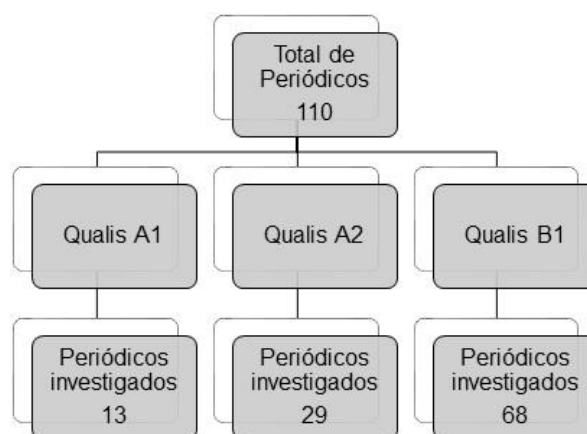 Total de
Periódicos
110
Qualis A1
Qualis A2
Qualis B1
Periódicos
investigados
13
Periódicos
investigados
29
Periódicos
investigados
68